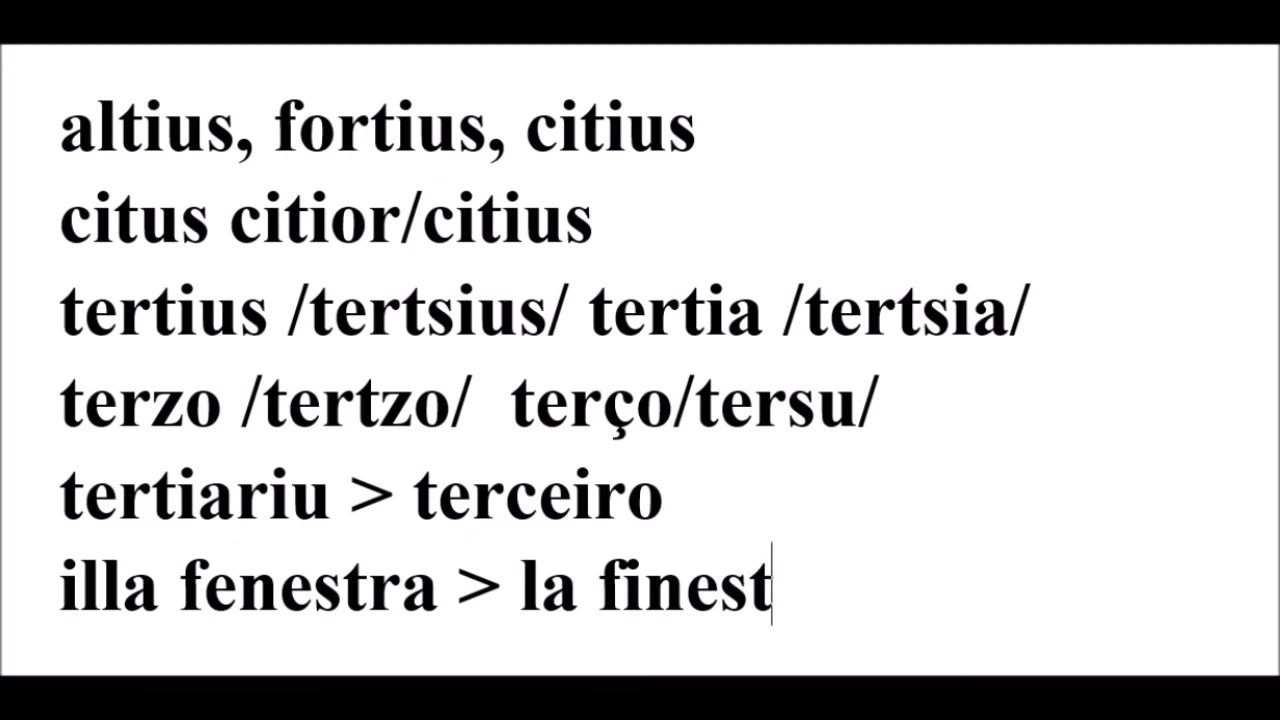 altius, fortius, citius
citus citior/citius
tertius /tertsius/ tertia /tertsia/
terzo /tertzo/ terço/tersu/
tertiariu > terceiro
illa fenestra > la finest